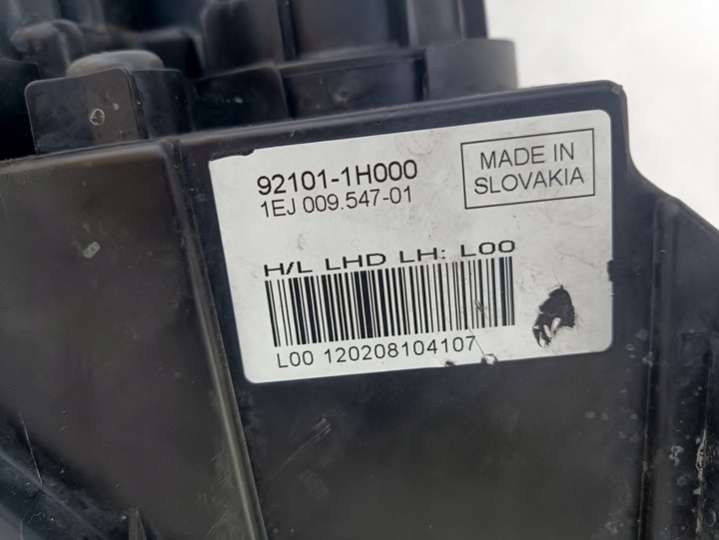 92101-1H000
1EJ 009.547-01
MADE IN
SLOVAKIA
H/L LHD LH: L00
L00 120208104107